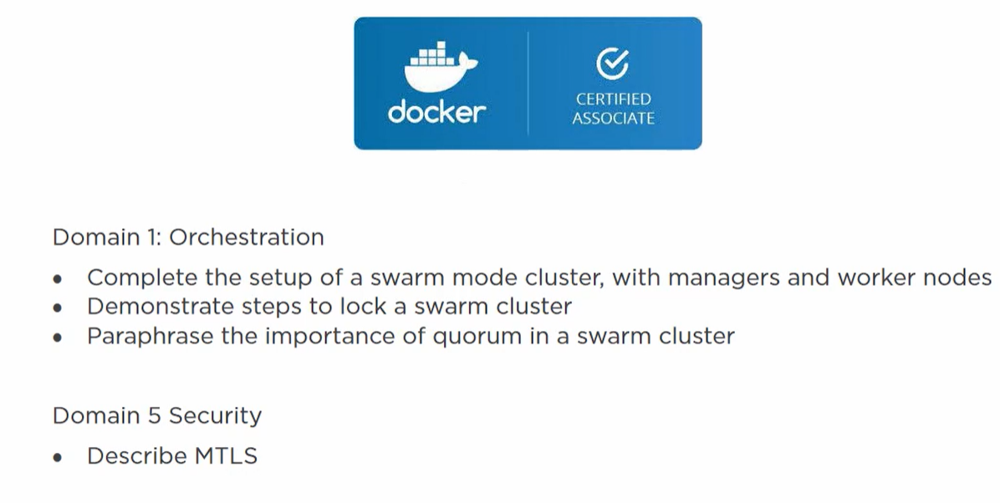 docker
CERTIFIED
ASSOCIATE
Domain 1: Orchestration
• Complete the setup of a swarm mode cluster, with managers and worker nodes
• Demonstrate steps to lock a swarm cluster
• Paraphrase the importance of quorum in a swarm cluster
Domain 5 Security
• Describe MTLS